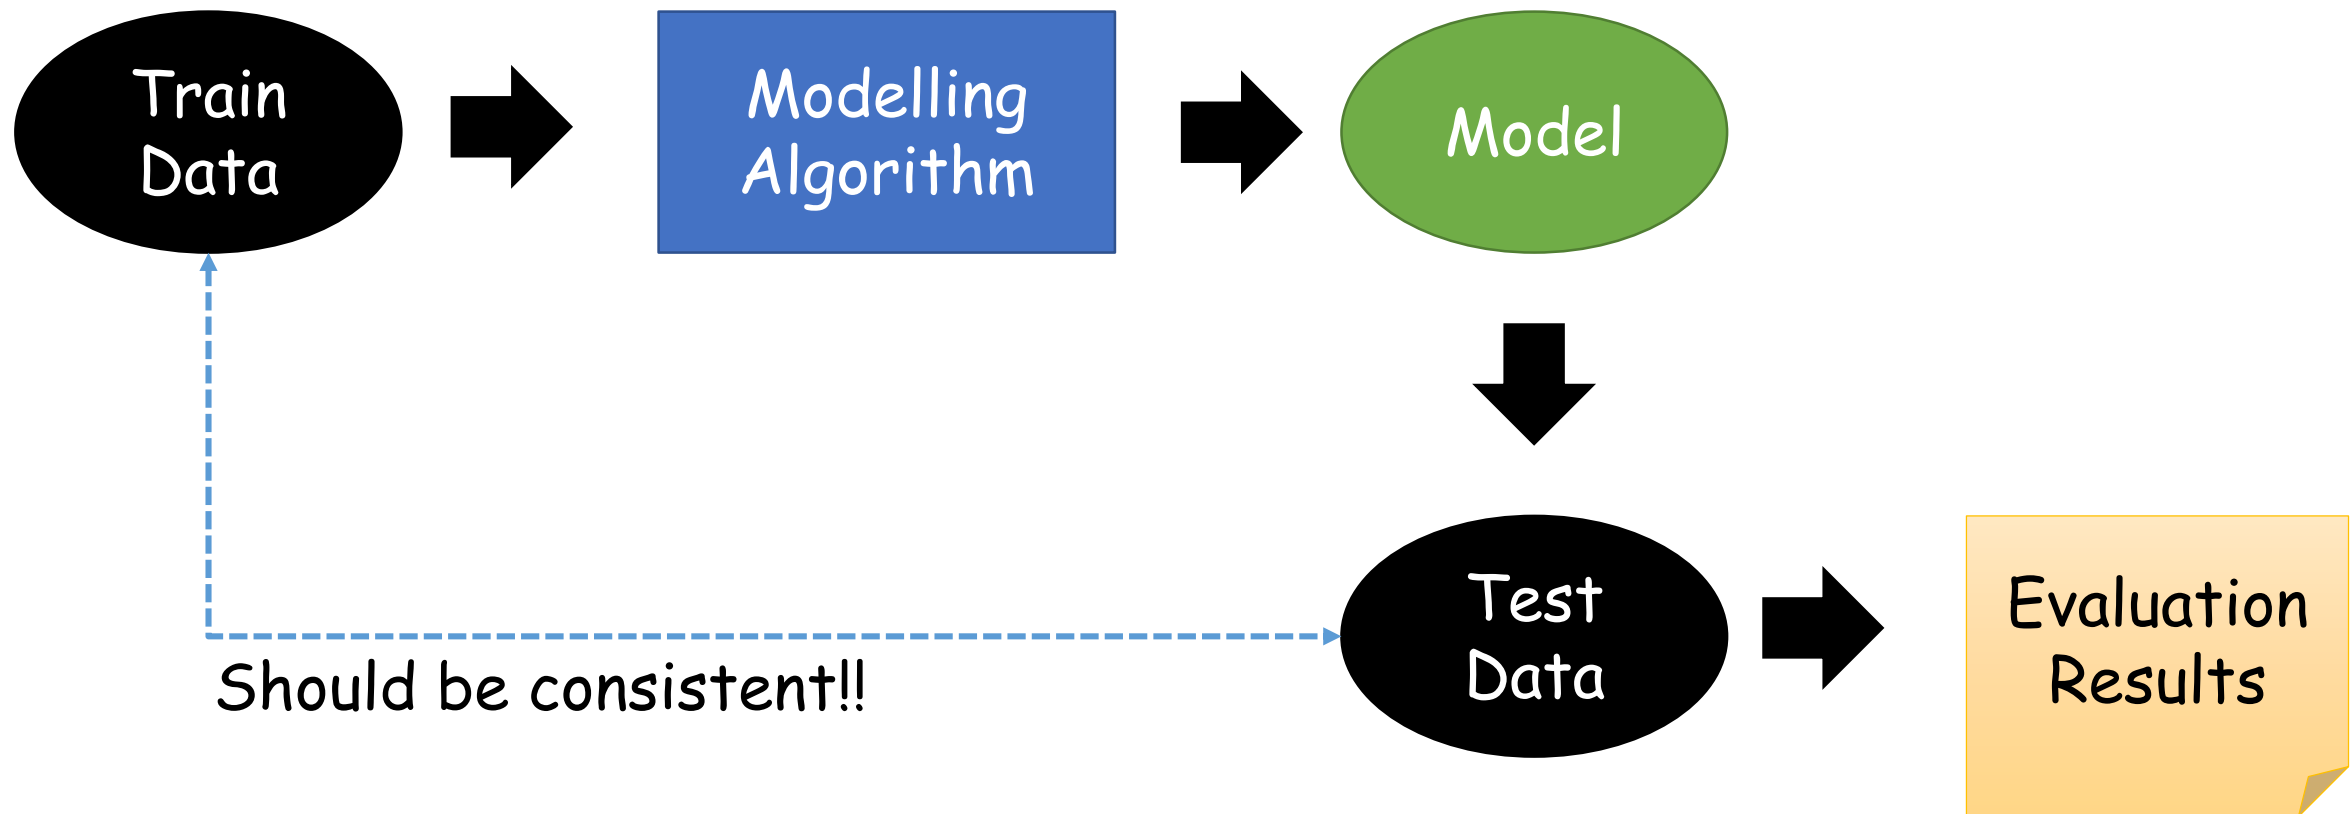 Train
Data
Modelling
Algorithm
Model
Test
Data
Evaluation
Results
Should be consistent!!